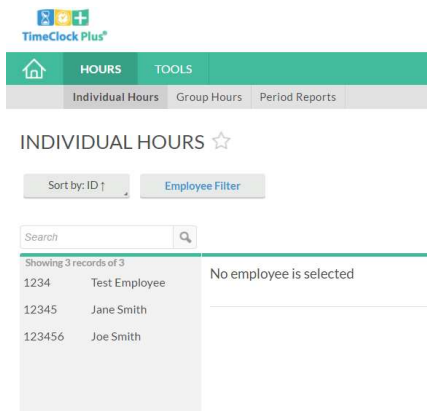 TimeClock Plus®
HOURS TOOLS
Individual Hours Group Hours Period Reports
INDIVIDUAL HOURS
Sort by: ID ↑ Employee Filter
Search
Showing 3 records of 3
No employee is selected
1234 Test Employee
12345 Jane Smith
123456 Joe Smith